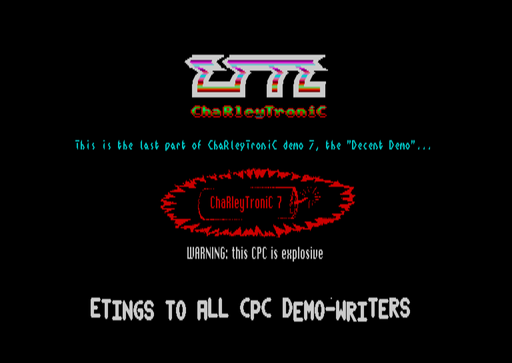 ChaRleyTroniC
This is the last part of ChaRleyTroniC demo 7, the "Decent Demo"...
ChaRleyTroniC 7
WARNING: this CPC is explosive
ETINGS TO ALL CPC DEMO-WRITERS